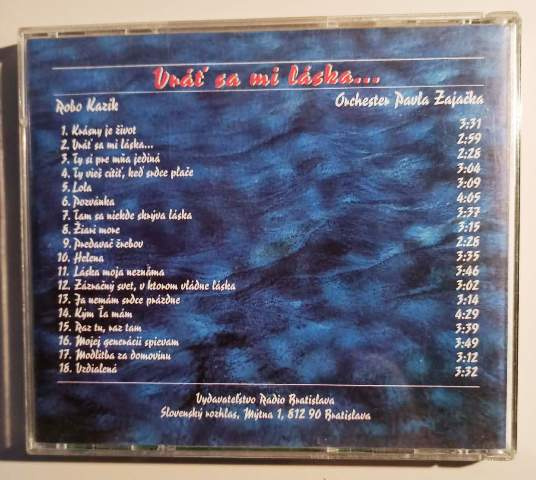 Vráť sa mi láska...
Robo Kazík Orchester Pavla Zajačka
1. Krásny je život 3:31
2. Vráť sa mi láska... 2:59
3. Ty si pre mňa jediná 2:28
4. Ty vieš cítiť, keď srdce plače 3:04
5. Lola 3:09
6. Pozvánka 4:05
7. Tam sa niekde skrýva láska 3:37
8. Žiari more 3:15
9. Predavač žrebov 2:28
10. Helena 3:35
11. Láska moja neznáma 3:46
12. Zázračný svet, v ktorom vládne láska 3:02
13. Ja nemám srdce prázdne 3:14
14. Kým Ťa mám 4:29
15. Raz tu, raz tam 3:39
16. Mojej generácii spievam 3:49
17. Modlitba za domovinu 3:12
18. Vzdialená 3:32
Vydavateľstvo Radio Bratislava
Slovenský rozhlas, Mýtna 1, 812 90 Bratislava